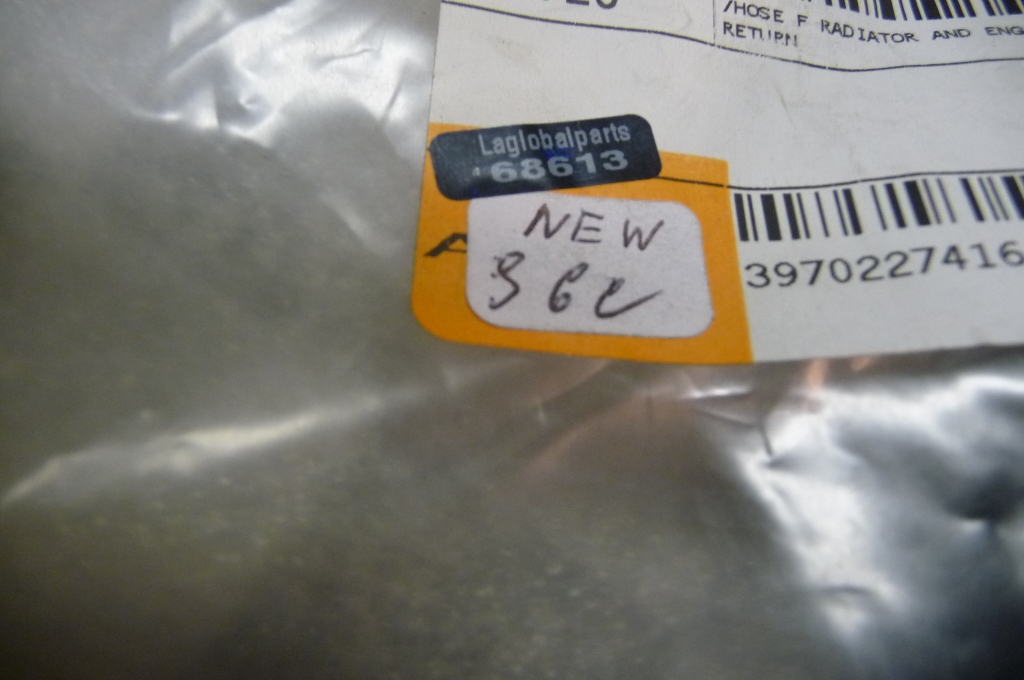 /HOSE F RADIATOR AND ENG
RETURN
Laglobalparts
68613
NEW
3970227416